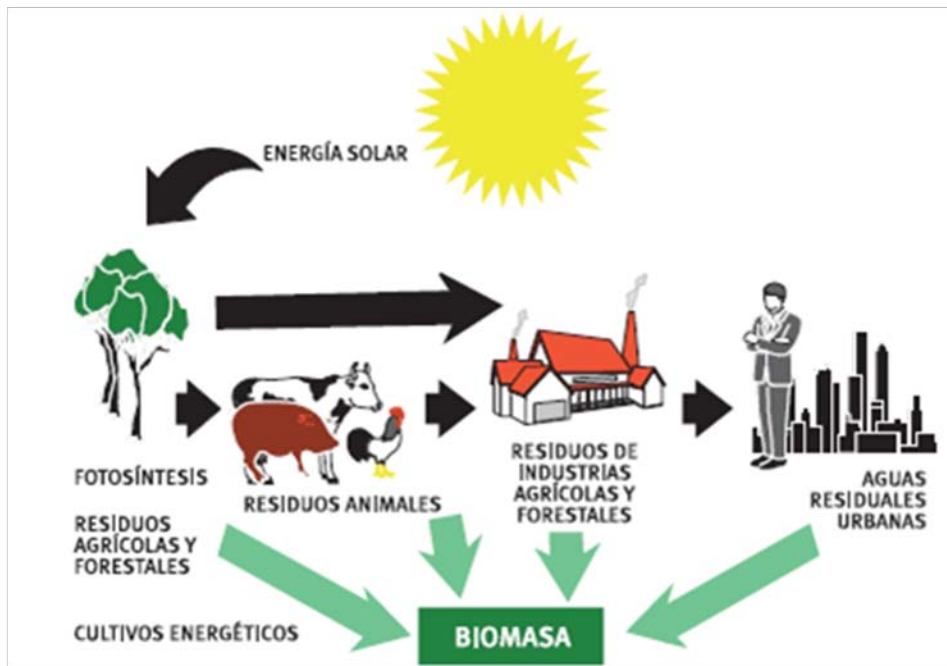 ENERGÍA SOLAR
FOTOSÍNTESIS
RESIDUOS
AGRÍCOLAS Y
FORESTALES
CULTIVOS ENERGÉTICOS
RESIDUOS ANIMALES
RESIDUOS DE
INDUSTRIAS
AGRÍCOLAS Y
FORESTALES
AGUAS
RESIDUALES
URBANAS
BIOMASA